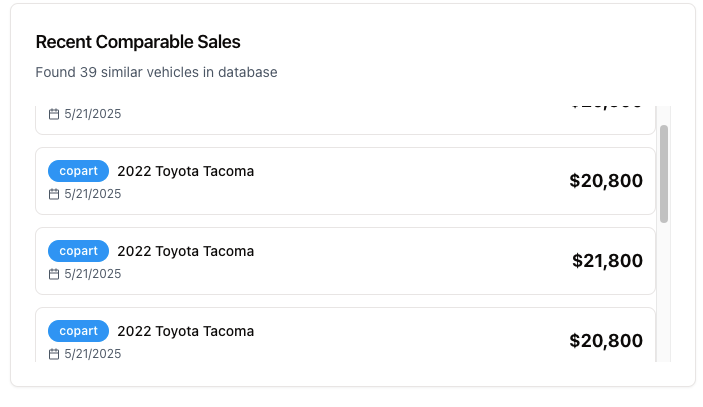 Recent Comparable Sales
Found 39 similar vehicles in database
5/21/2025
copart 2022 Toyota Tacoma
5/21/2025
$20,800
copart 2022 Toyota Tacoma
5/21/2025
$21,800
copart 2022 Toyota Tacoma
5/21/2025
$20,800